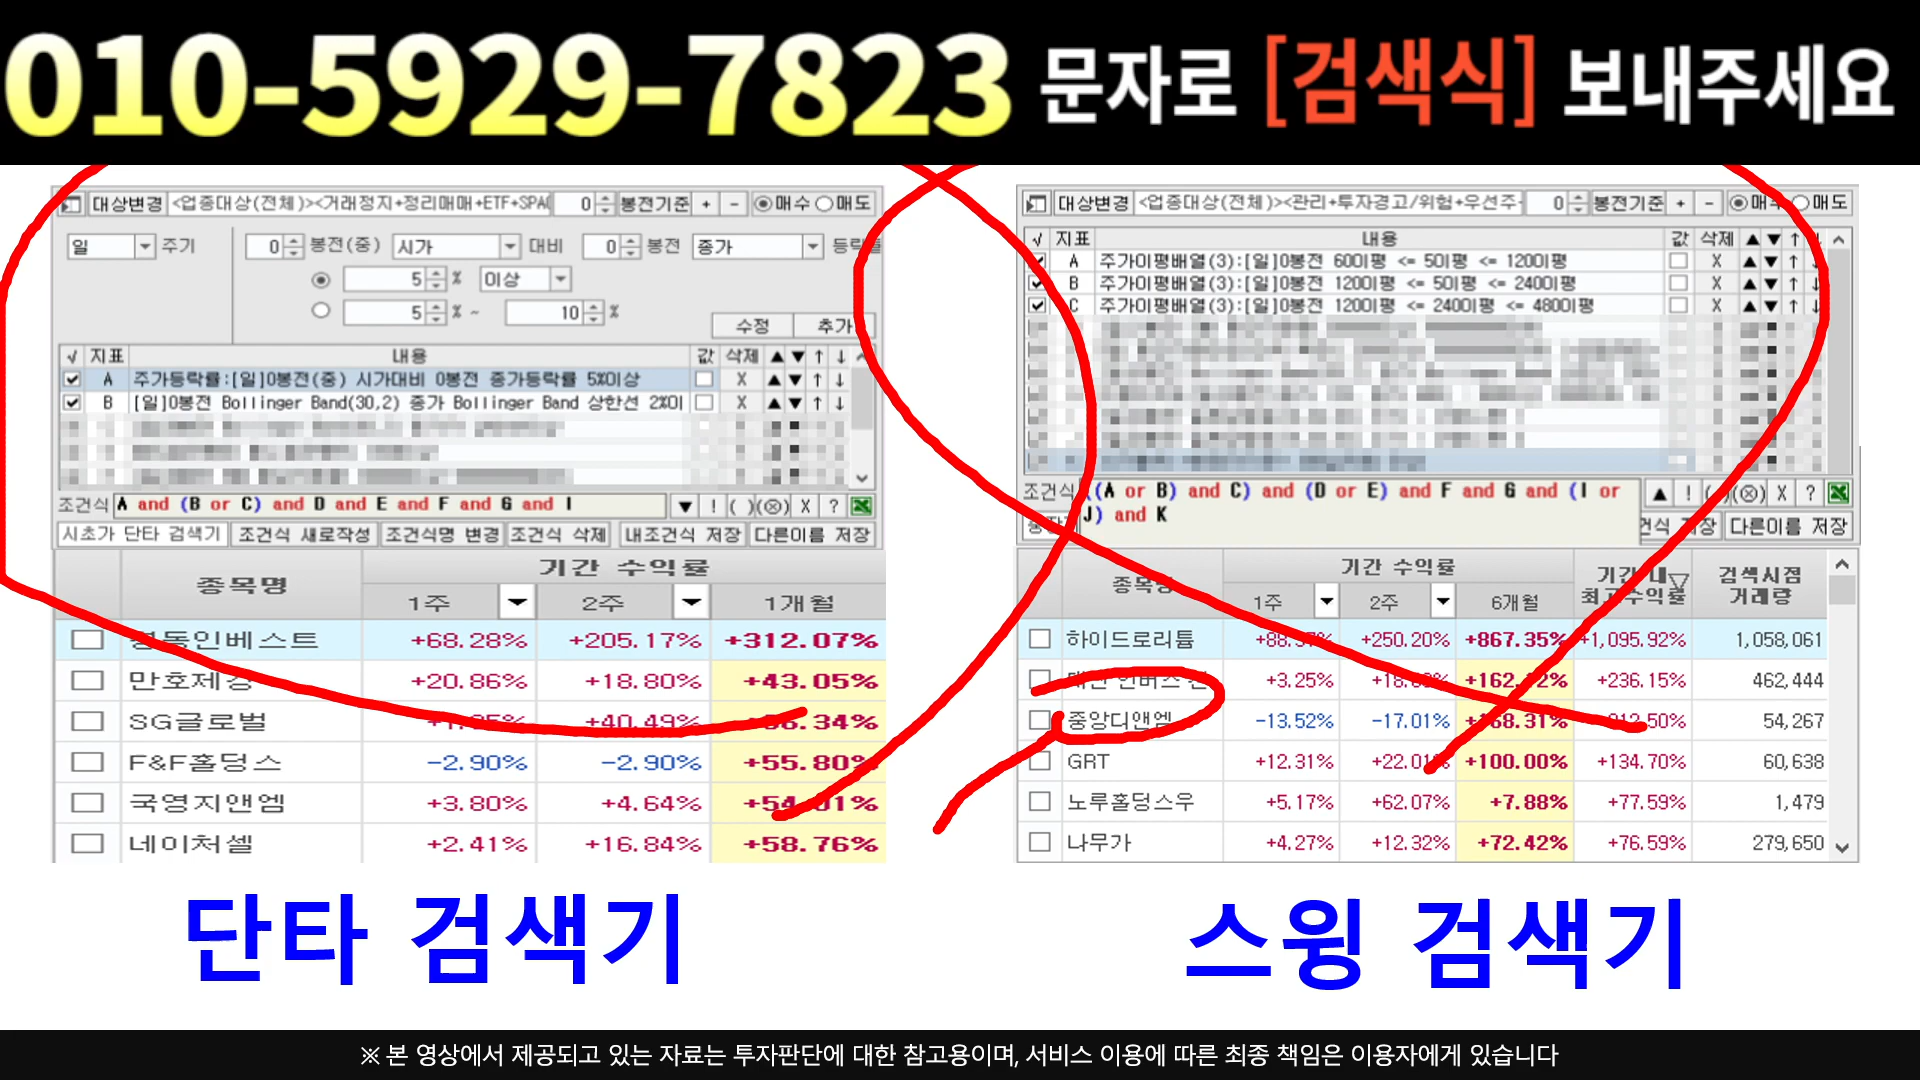 010-5929-7823 문자로 [검색식] 보내주세요
대상변경 <업종대상(전체)><거래정지+정리매매+ETF+SPAC 0 봉전기준 + - 매수 매도
일 주기 0 봉전(중) 시가 대비 0 봉전 종가
5 % 이상
5 % ~ 10 %
수정 추가
√ 지표 내용 값 삭제 ▲ ▼ ↑ ↓
A 주가등락률:[일]0봉전(중) 시가대비 0봉전 종가등락률 5%이상 X ▲ ▼ ↑ ↓
B [일]0봉전 Bollinger Band(30,2) 종가 Bollinger Band 상한선 2%이 X ▲ ▼ ↑ ↓
조건식 A and (B or C) and D and E and F and G and I ▼ ! ( )(⊗) X ?
시초가 단타 검색기 조건식 새로작성 조건식명 변경 조건식 삭제 내조건식 저장 다른이름 저장
종목명 기간 수익률
1주 2주 1개월
인베스트 +68.28% +205.17% +312.07%
만호제강 +20.86% +18.80% +43.05%
SG글로벌 +40.49%
F&F홀딩스 -2.90% -2.90% +55.80%
국영지앤엠 +3.80% +4.64%
네이처셀 +2.41% +16.84% +58.76%
단타 검색기
대상변경 <업종대상(전체)><관리+투자경고/위험+우선주+ 0 봉전기준 + - 매수 매도
√ 지표 내용 값 삭제 ▲ ▼ ↑ ↓
A 주가이평배열(3):[일]0봉전 60이평 <= 5이평 <= 120이평 X ▲ ▼ ↑ ↓
B 주가이평배열(3):[일]0봉전 120이평 <= 5이평 <= 240이평 X ▲ ▼ ↑ ↓
C 주가이평배열(3):[일]0봉전 120이평 <= 240이평 <= 480이평 X ▲ ▼ ↑ ↓
조건식 ((A or B) and C) and (D or E) and F and G and (I or
J) and K ▲ ! ( )(⊗) X ?
건식 저장 다른이름 저장
종목명 기간 수익률 기간 내 최고수익률 검색시점 거래량
1주 2주 6개월
하이드로리튬 +250.20% +867.35% +1,095.92% 1,058,061
+3.25% +236.15% 462,444
중앙디앤엠 -13.52% -17.01% 54,267
GRT +12.31% +100.00% +134.70% 60,638
노루홀딩스우 +5.17% +62.07% +7.88% +77.59% 1,479
나무가 +4.27% +12.32% +72.42% +76.59% 279,650
스윙 검색기
※ 본 영상에서 제공되고 있는 자료는 투자판단에 대한 참고용이며, 서비스 이용에 따른 최종 책임은 이용자에게 있습니다